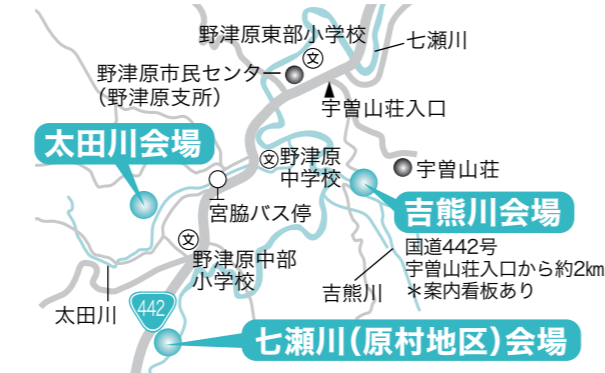 野津原東部小学校
文
七瀬川
野津原市民センター
（野津原支所）
宇曽山荘入口
太田川会場
文
野津原
中学校
宇曽山荘
宮脇バス停
吉熊川会場
文
野津原中部
小学校
国道442号
宇曽山荘入口から約2km
＊案内看板あり
吉熊川
太田川
442
七瀬川（原村地区）会場